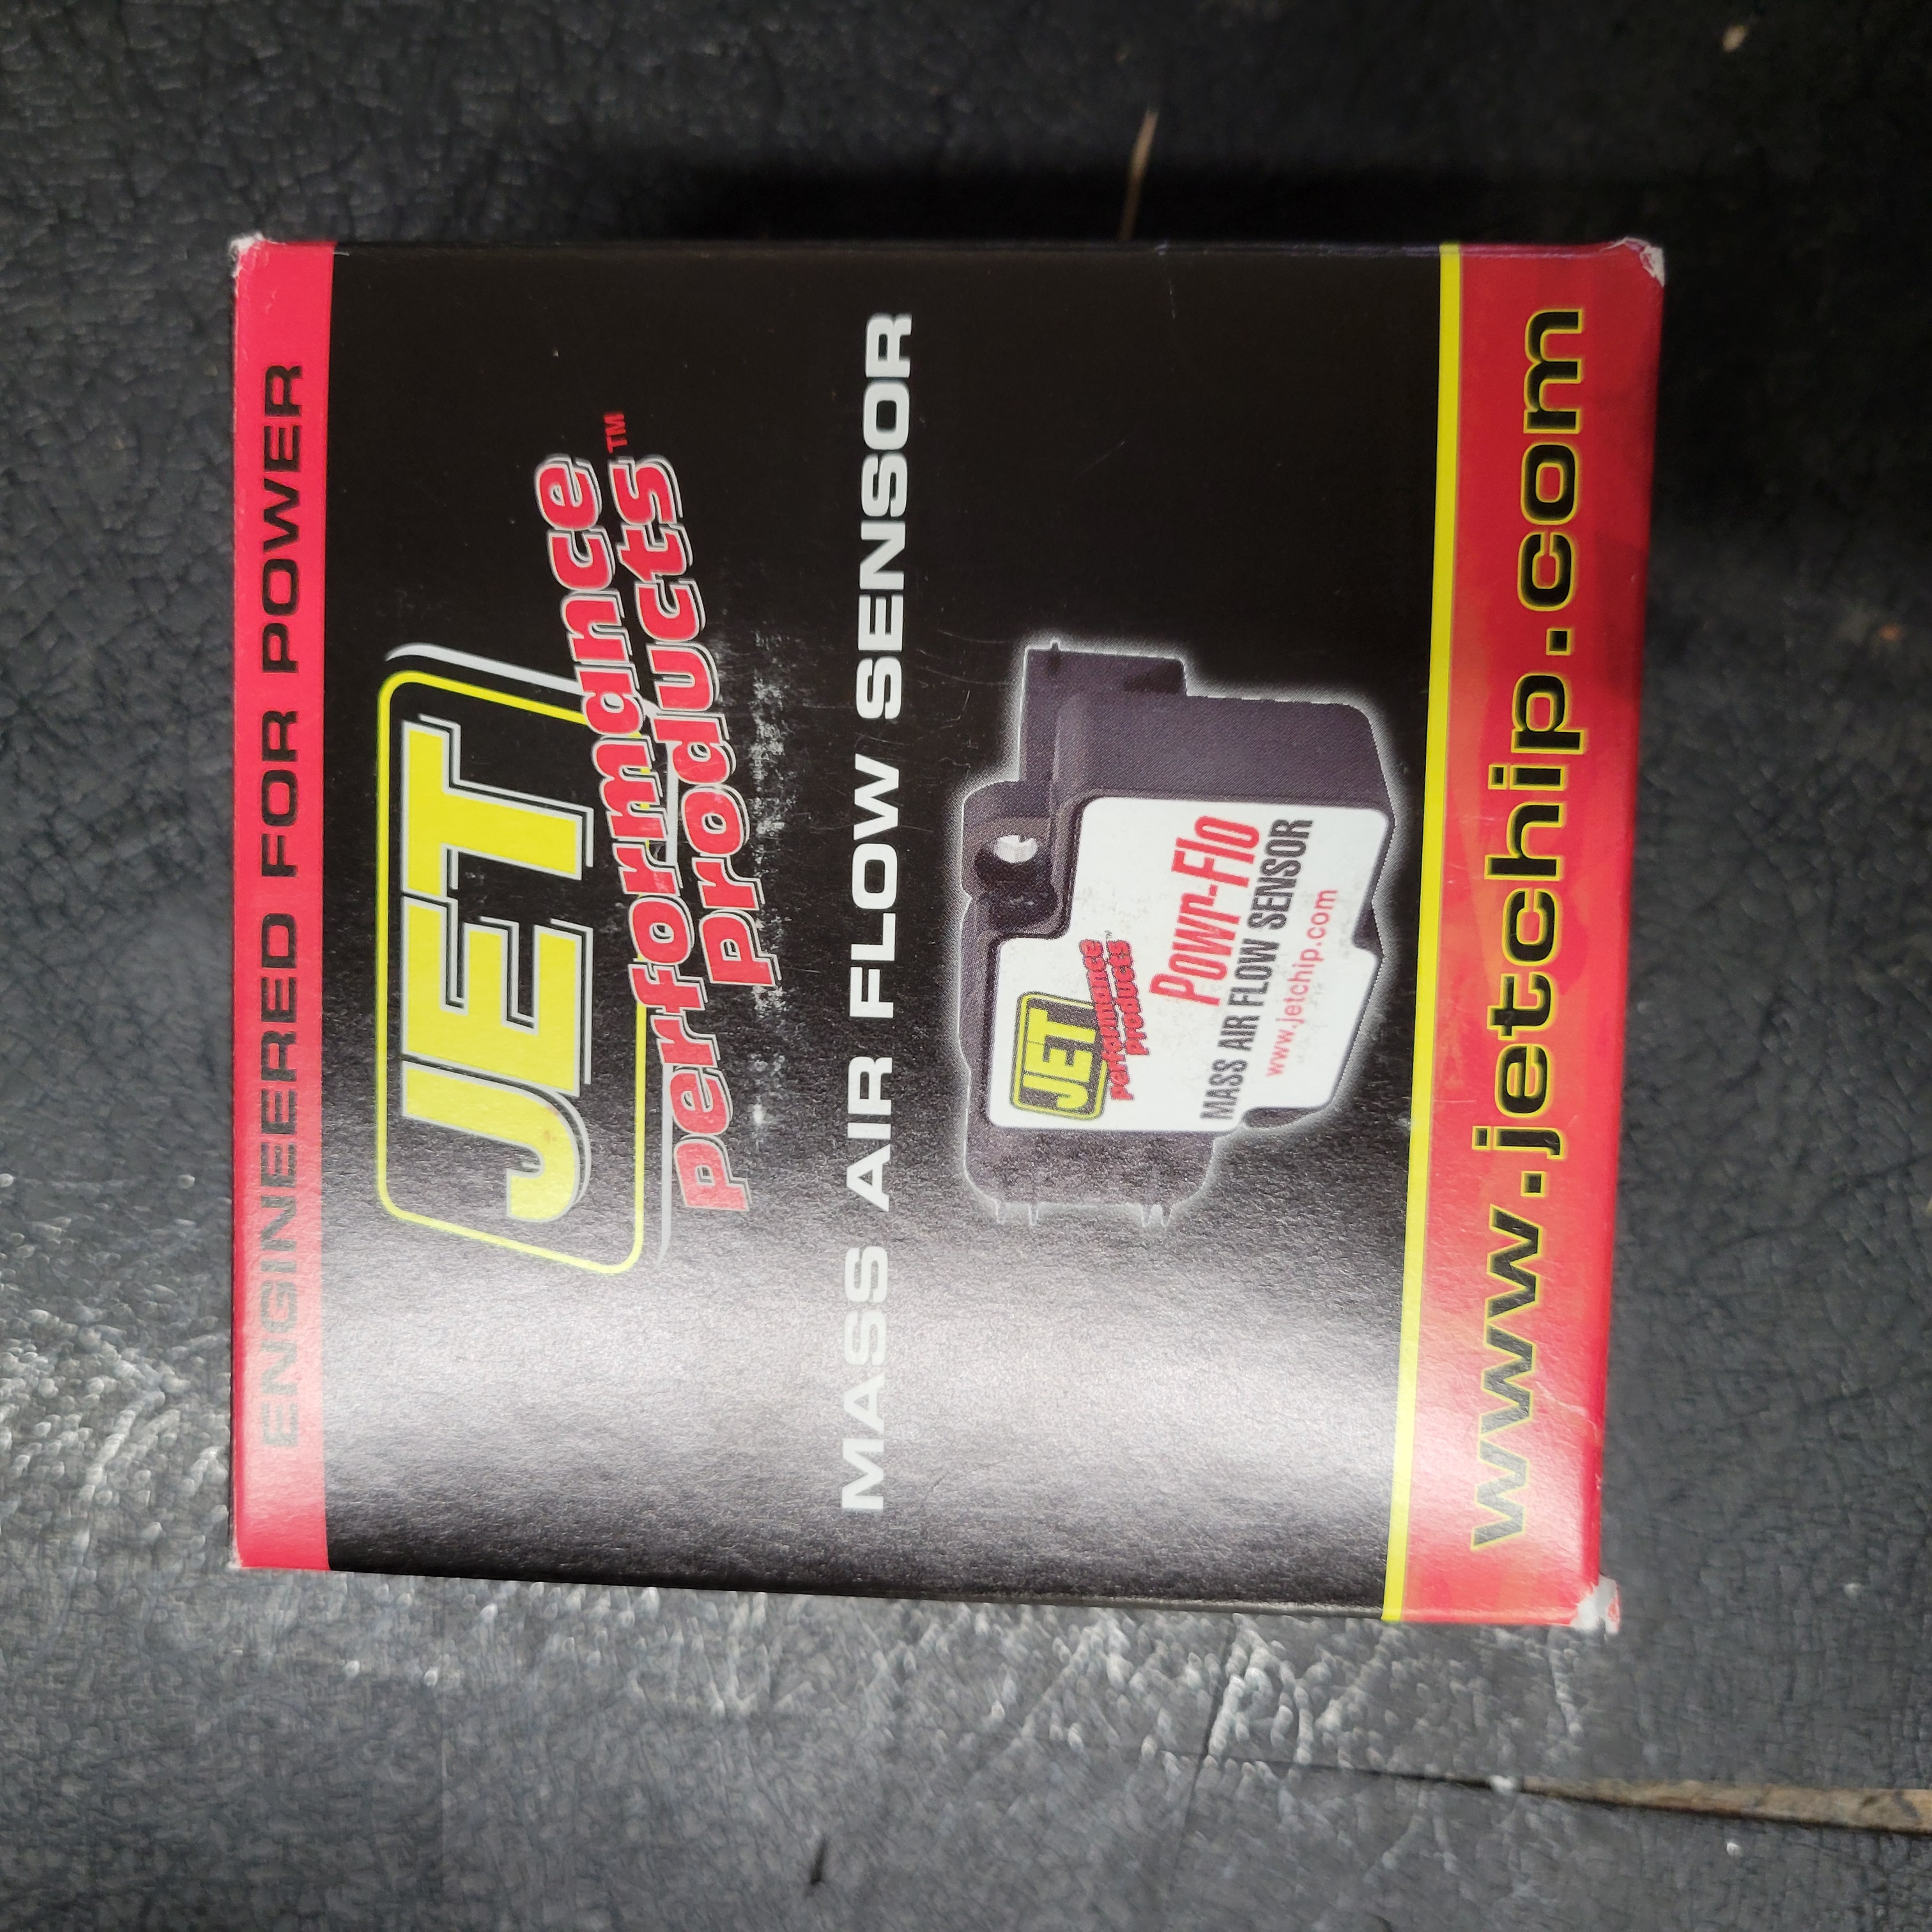 ENGINEERED FOR POWER
JET
performance
products™
MASS AIR FLOW SENSOR
JET
performance
products™
Powr-Flo
MASS AIR FLOW SENSOR
www.jetchip.com
www.jetchip.com